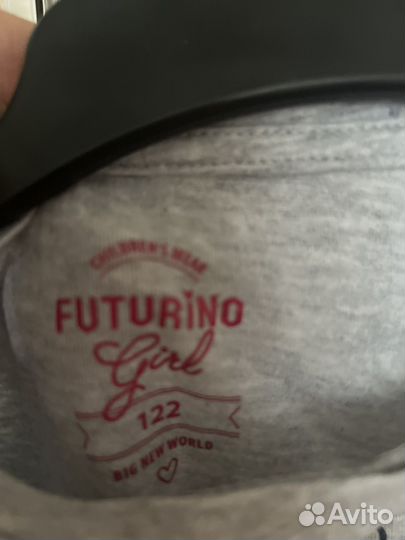 CHILDREN'S WEAR
FUTURINO
Girl
122
BIG NEW WORLD
Avito